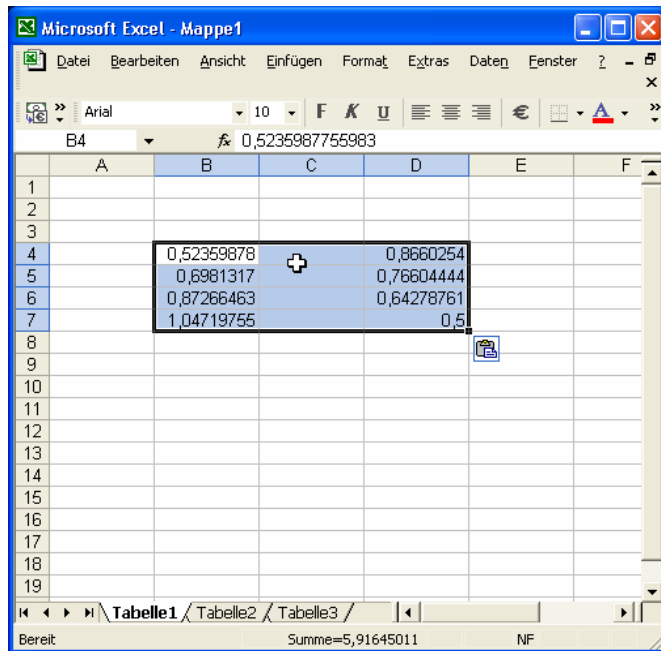 Microsoft Excel - Mappe1
Datei Bearbeiten Ansicht Einfügen Format Extras Daten Fenster ?
Arial 10 F K U € A
B4 fx 0,5235987755983
A B C D E F
1
2
3
4 0,52359878 0,8660254
5 0,6981317 0,76604444
6 0,87266463 0,64278761
7 1,04719755 0,5
8
9
10
11
12
13
14
15
16
17
18
19
Tabelle1 Tabelle2 Tabelle3
Bereit Summe=5,91645011 NF